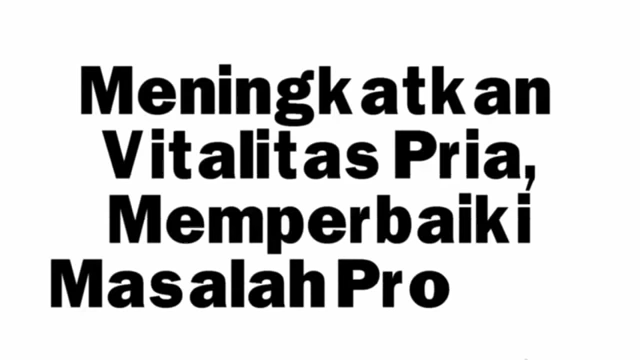 Meningkatkan
Vitalitas Pria,
Memperbaiki
Masalah Pro